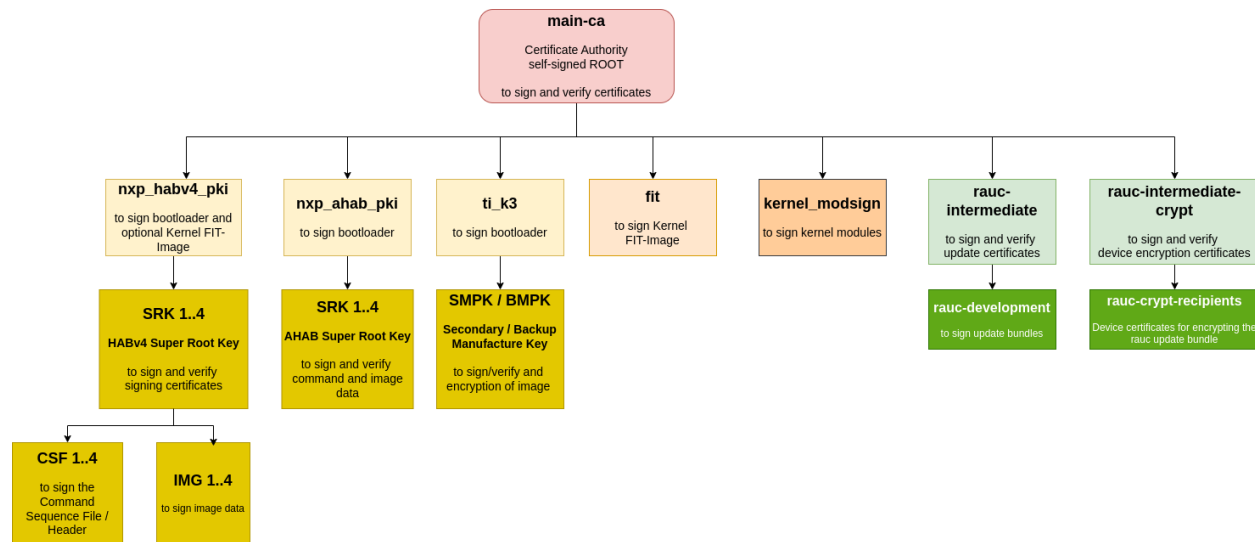 main-ca
Certificate Authority
self-signed ROOT
to sign and verify certificates
nxp_habv4_pki
to sign bootloader and
optional Kernel FIT-
Image
nxp_ahab_pki
to sign bootloader
ti_k3
to sign bootloader
fit
to sign Kernel
FIT-Image
kernel_modsign
to sign kernel modules
rauc-
intermediate
to sign and verify
update certificates
rauc-intermediate-
crypt
to sign and verify
device encryption certificates
SRK 1..4
HABv4 Super Root Key
to sign and verify
signing certificates
SRK 1..4
AHAB Super Root Key
to sign and verify
command and image
data
SMPK / BMPK
Secondary / Backup
Manufacture Key
to sign/verify and
encryption of image
rauc-development
to sign update bundles
rauc-crypt-recipients
Device certificates for encrypting the
rauc update bundle
CSF 1..4
to sign the
Command
Sequence File /
Header
IMG 1..4
to sign image data